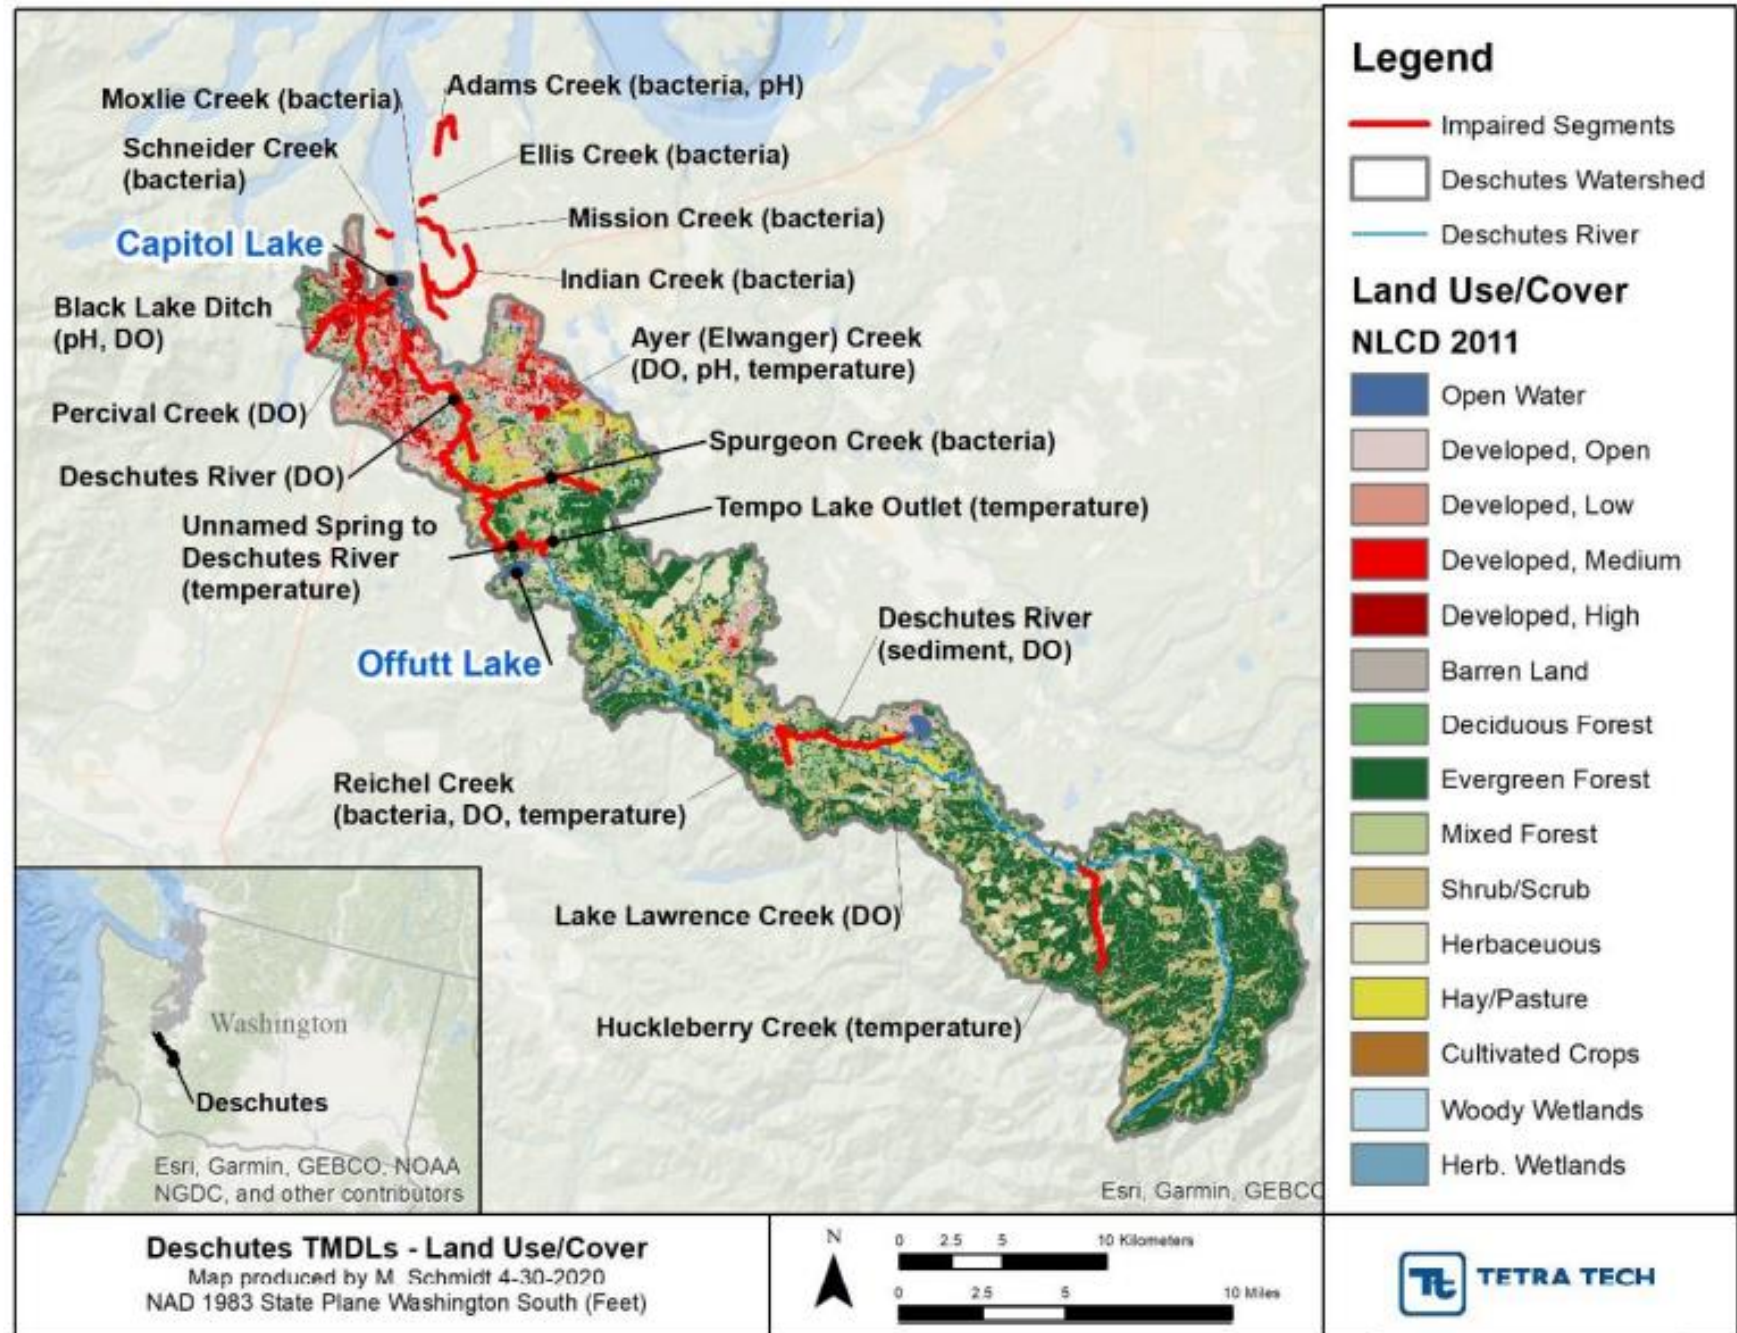 Adams Creek (bacteria, pH)
Moxlie Creek (bacteria)
Schneider Creek
(bacteria)
Ellis Creek (bacteria)
Mission Creek (bacteria)
Capitol Lake
Indian Creek (bacteria)
Black Lake Ditch
(pH, DO)
Ayer (Elwanger) Creek
(DO, pH, temperature)
Percival Creek (DO)
Spurgeon Creek (bacteria)
Deschutes River (DO)
Tempo Lake Outlet (temperature)
Unnamed Spring to
Deschutes River
(temperature)
Deschutes River
(sediment, DO)
Offutt Lake
Reichel Creek
(bacteria, DO, temperature)
Lake Lawrence Creek (DO)
Huckleberry Creek (temperature)
Washington
Deschutes
Esri, Garmin, GEBCO, NOAA
NGDC, and other contributors
Esri, Garmin, GEBCO
Legend
Impaired Segments
Deschutes Watershed
Deschutes River
Land Use/Cover
NLCD 2011
Open Water
Developed, Open
Developed, Low
Developed, Medium
Developed, High
Barren Land
Deciduous Forest
Evergreen Forest
Mixed Forest
Shrub/Scrub
Herbaceuous
Hay/Pasture
Cultivated Crops
Woody Wetlands
Herb. Wetlands
Deschutes TMDLs - Land Use/Cover
Map produced by M. Schmidt 4-30-2020
NAD 1983 State Plane Washington South (Feet)
N
0 2.5 5 10 Kilometers
0 2.5 5 10 Miles
Tt TETRA TECH